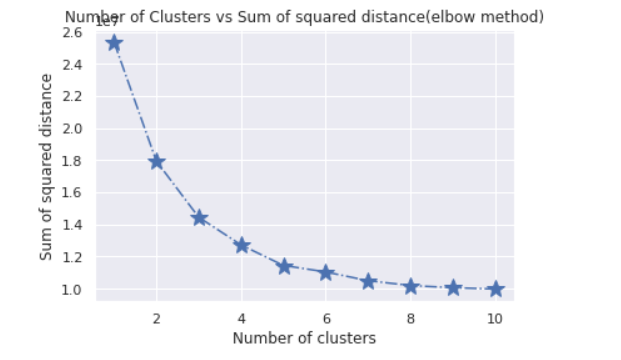 Number of Clusters vs Sum of squared distance(elbow method)
1e7
2.6
2.4
2.2
2.0
1.8
1.6
1.4
1.2
1.0
Sum of squared distance
2 4 6 8 10
Number of clusters